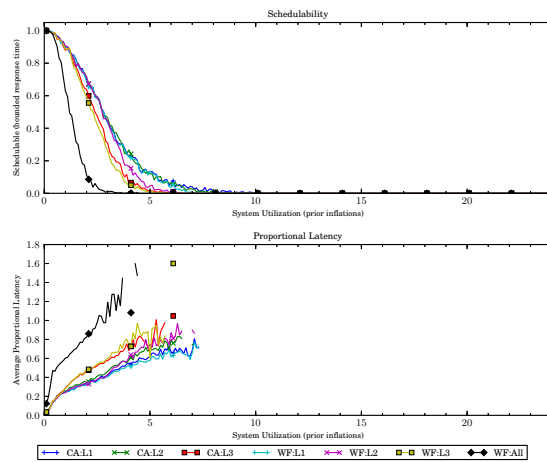 Schedulability
Schedulable (bounded response time)
1.0
0.8
0.6
0.4
0.2
0.0
0 5 10 15 20
System Utilization (prior inflations)
Proportional Latency
Average Proportional Latency
1.8
1.6
1.4
1.2
1.0
0.8
0.6
0.4
0.2
0.0
0 5 10 15 20
System Utilization (prior inflations)
CA:L1 CA:L2 CA:L3 WF:L1 WF:L2 WF:L3 WF:All